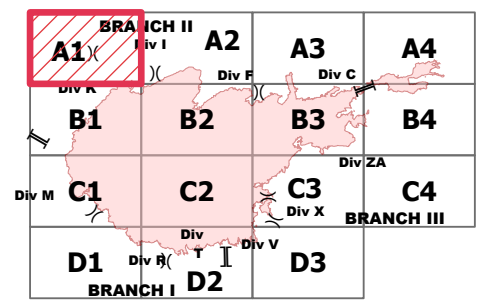 BRANCH II
A1
Div I
A2
A3
A4
Div F
Div C
Div K
B1
B2
B3
B4
Div ZA
Div M
C1
C2
C3
C4
Div X
BRANCH III
Div
T
Div V
D1
Div R
D2
D3
BRANCH I